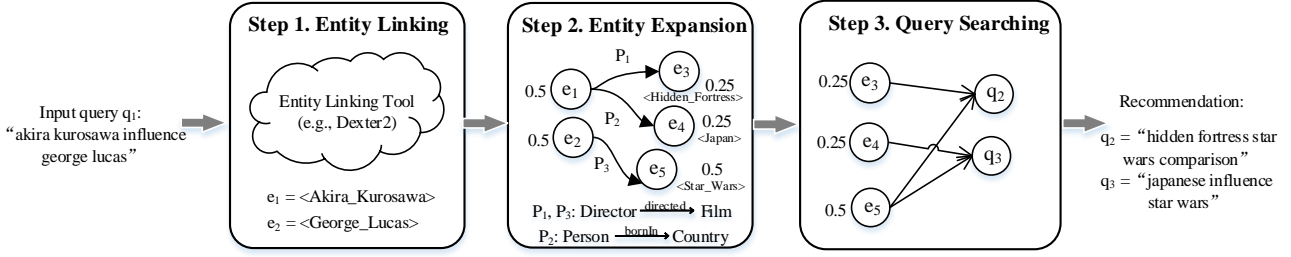 Input query q1:
“akira kurosawa influence
george lucas”
Step 1. Entity Linking
Entity Linking Tool
(e.g., Dexter2)
e1 = <Akira_Kurosawa>
e2 = <George_Lucas>
Step 2. Entity Expansion
P1
0.5 e1
e3 0.25
<Hidden_Fortress>
P2
e4 0.25
<Japan>
0.5 e2
P3
e5 0.5
<Star_Wars>
P1, P3: Director directed Film
P2: Person bornIn Country
Step 3. Query Searching
0.25 e3
q2
0.25 e4
q3
0.5 e5
Recommendation:
q2 = “hidden fortress star
wars comparison”
q3 = “japanese influence
star wars”